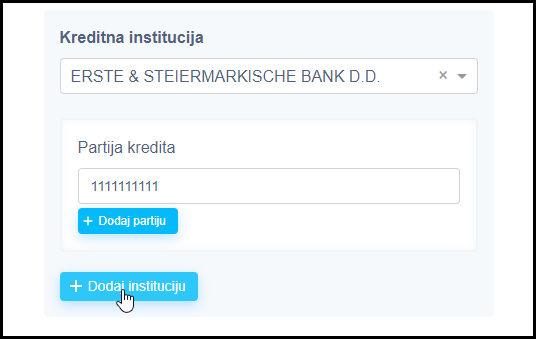 Kreditna institucija
ERSTE & STEIERMARKISCHE BANK D.D.
Partija kredita
1111111111
+ Dodaj partiju
+ Dodaj instituciju